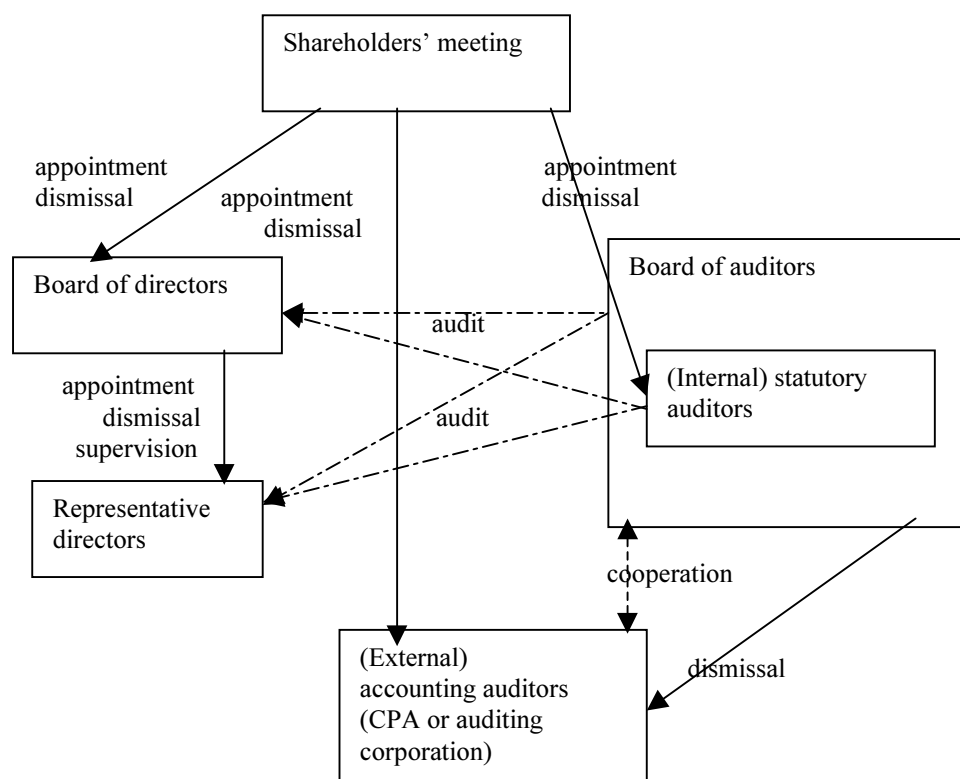 Shareholders’ meeting
appointment
dismissal
appointment
dismissal
appointment
dismissal
Board of auditors
Board of directors
audit
(Internal) statutory
auditors
appointment
dismissal
supervision
audit
Representative
directors
cooperation
(External)
accounting auditors
(CPA or auditing
corporation)
dismissal